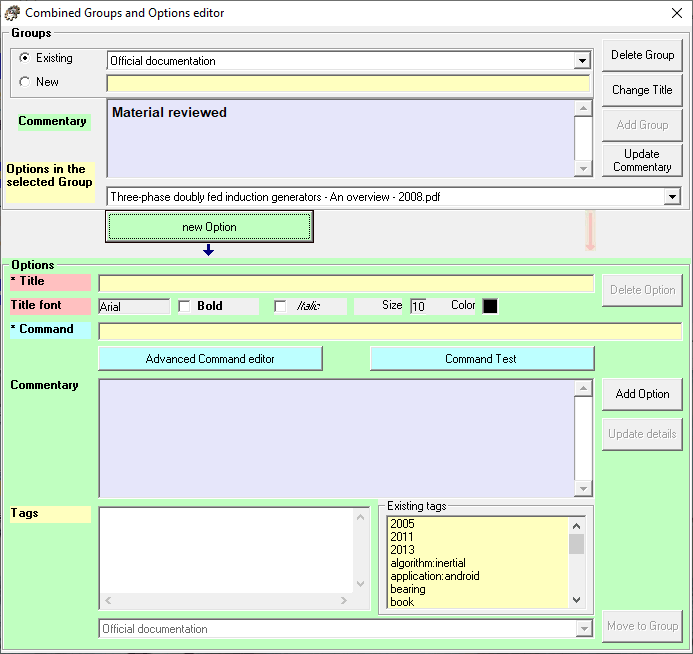 Combined Groups and Options editor
Groups
Existing
Official documentation
Delete Group
New
Change Title
Commentary
Material reviewed
Add Group
Update
Commentary
Options in the
selected Group
Three-phase doubly fed induction generators - An overview - 2008.pdf
new Option
Options
* Title
Delete Option
Title font
Arial
Bold
Italic
Size
10
Color
* Command
Advanced Command editor
Command Test
Commentary
Add Option
Update details
Tags
Existing tags
2005
2011
2013
algorithm:inertial
application:android
bearing
book
Official documentation
Move to Group